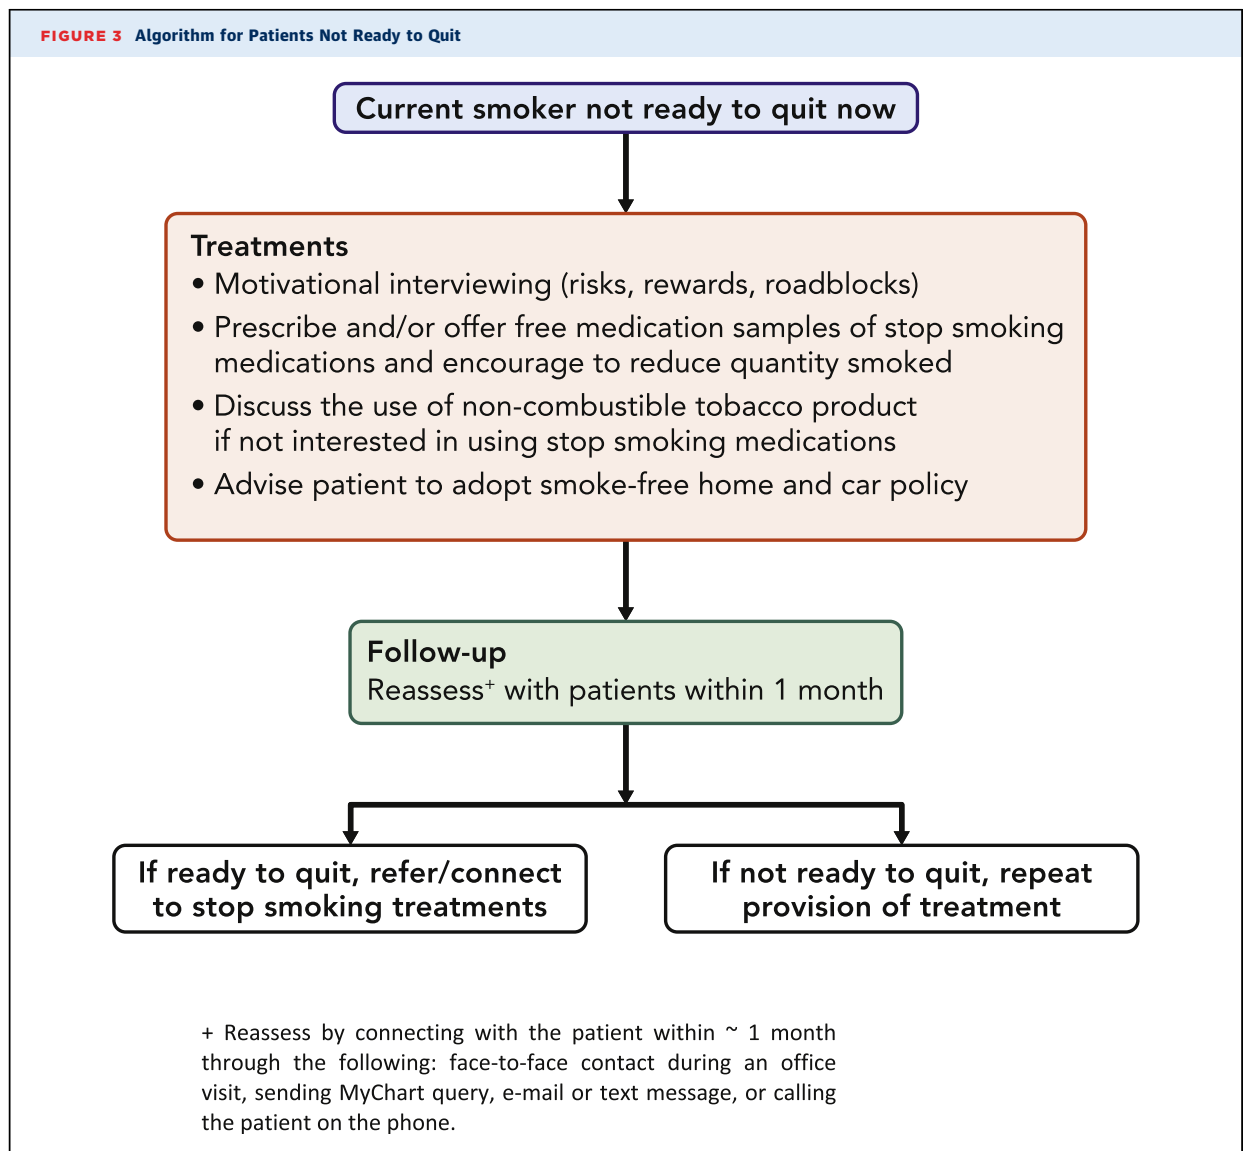 FIGURE 3 Algorithm for Patients Not Ready to Quit
Current smoker not ready to quit now
Treatments
• Motivational interviewing (risks, rewards, roadblocks)
• Prescribe and/or offer free medication samples of stop smoking
medications and encourage to reduce quantity smoked
• Discuss the use of non-combustible tobacco product
if not interested in using stop smoking medications
• Advise patient to adopt smoke-free home and car policy
Follow-up
Reassess+ with patients within 1 month
If ready to quit, refer/connect
to stop smoking treatments
If not ready to quit, repeat
provision of treatment
+ Reassess by connecting with the patient within ~ 1 month
through the following: face-to-face contact during an office
visit, sending MyChart query, e-mail or text message, or calling
the patient on the phone.